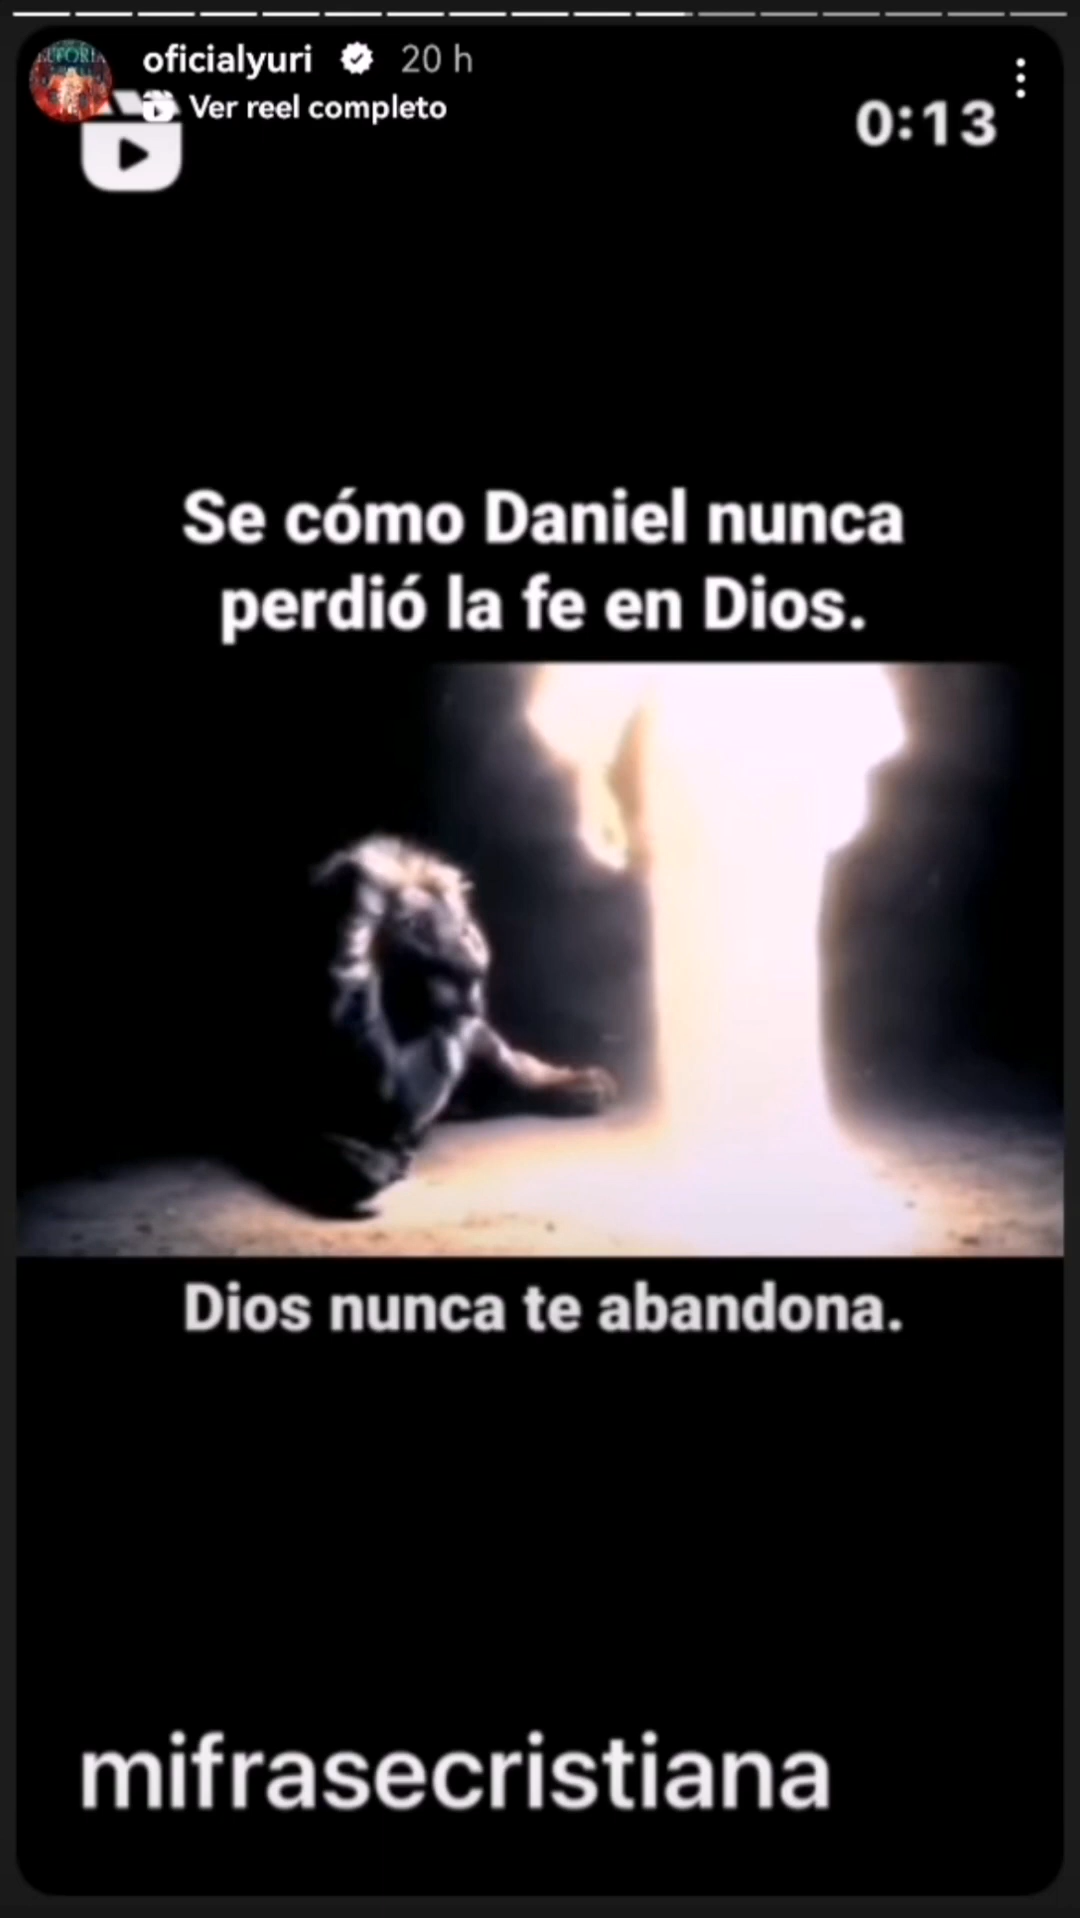 oficialyuri 20 h
Ver reel completo
0:13
EUFORIA
Se cómo Daniel nunca
perdió la fe en Dios.
Dios nunca te abandona.
mifrasecristiana